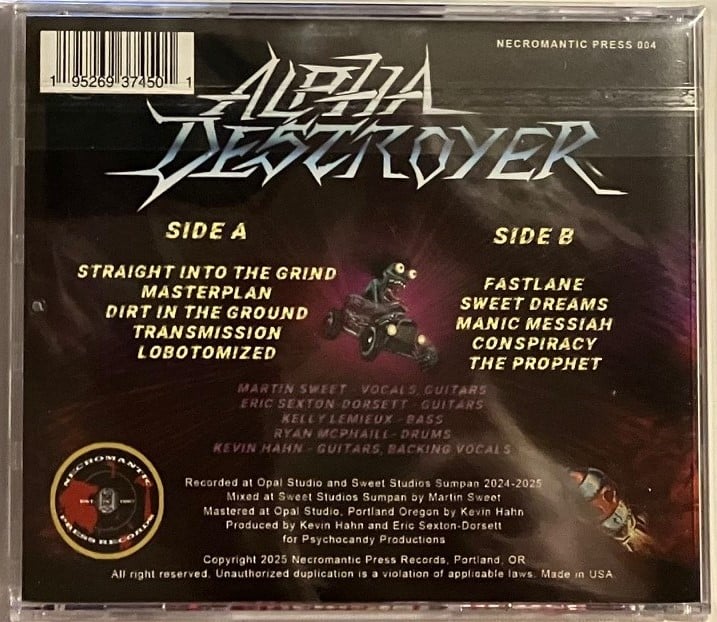 NECROMANTIC PRESS 004
1 95269 37450 1
ALPHA
DESTROYER
SIDE A
STRAIGHT INTO THE GRIND
MASTERPLAN
DIRT IN THE GROUND
TRANSMISSION
LOBOTOMIZED
SIDE B
FASTLANE
SWEET DREAMS
MANIC MESSIAH
CONSPIRACY
THE PROPHET
MARTIN SWEET - VOCALS, GUITARS
ERIC SEXTON-DORSETT - GUITARS
KELLY LEMIEUX - BASS
RYAN MCPHAILL - DRUMS
KEVIN HAHN - GUITARS, BACKING VOCALS
NECROMANTIC
PRESS RECORDS
Recorded at Opal Studio and Sweet Studios Sumpan 2024-2025
Mixed at Sweet Studios Sumpan by Martin Sweet
Mastered at Opal Studio, Portland Oregon by Kevin Hahn
Produced by Kevin Hahn and Eric Sexton-Dorsett
for Psychocandy Productions
Copyright 2025 Necromantic Press Records, Portland, OR
All right reserved. Unauthorized duplication is a violation of applicable laws. Made in USA